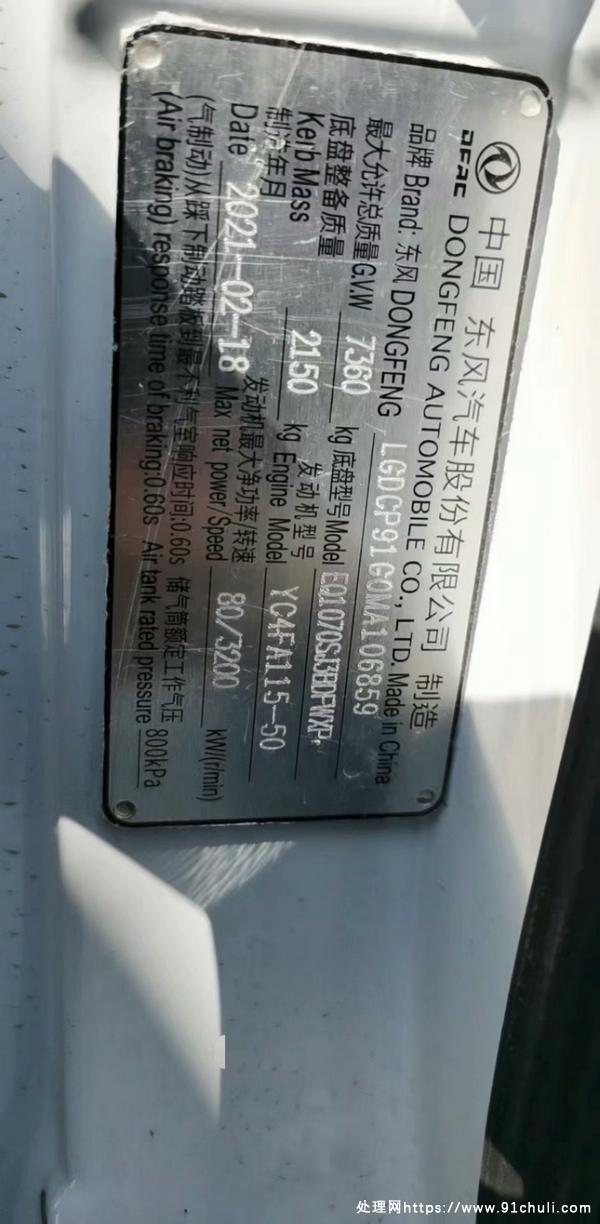 中国 东风汽车股份有限公司 制造
DFAC DONGFENG AUTOMOBILE CO., LTD. Made in China
品牌 Brand: 东风 DONGFENG LGDCP91G0MA106859
最大允许总质量G.V.W 7360 kg 底盘型号Model EQ1070SJ3BDFWXP
底盘整备质量 2150 kg 发动机型号 YC4FA115-50
Kerb Mass Engine Model
制造年月 2021-02-18 发动机最大净功率/转速 80/3200 kW/(r/min)
Date Max net power/Speed
(气制动)从踩下制动踏板到最大利气室响应时间:0.60s 储气筒额定工作气压
(Air braking) response time of braking:0.60s Air tank rated pressure 800kPa
处理网https://www.91chuli.com/